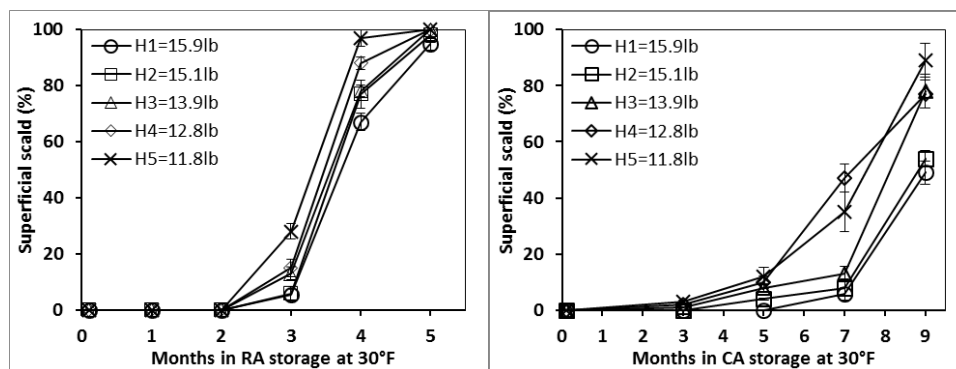 100
80
60
40
20
0
Superficial scald (%)
H1=15.9lb
H2=15.1lb
H3=13.9lb
H4=12.8lb
H5=11.8lb
0 1 2 3 4 5
Months in RA storage at 30°F
100
80
60
40
20
0
Superficial scald (%)
H1=15.9lb
H2=15.1lb
H3=13.9lb
H4=12.8lb
H5=11.8lb
0 1 2 3 4 5 6 7 8 9
Months in CA storage at 30°F